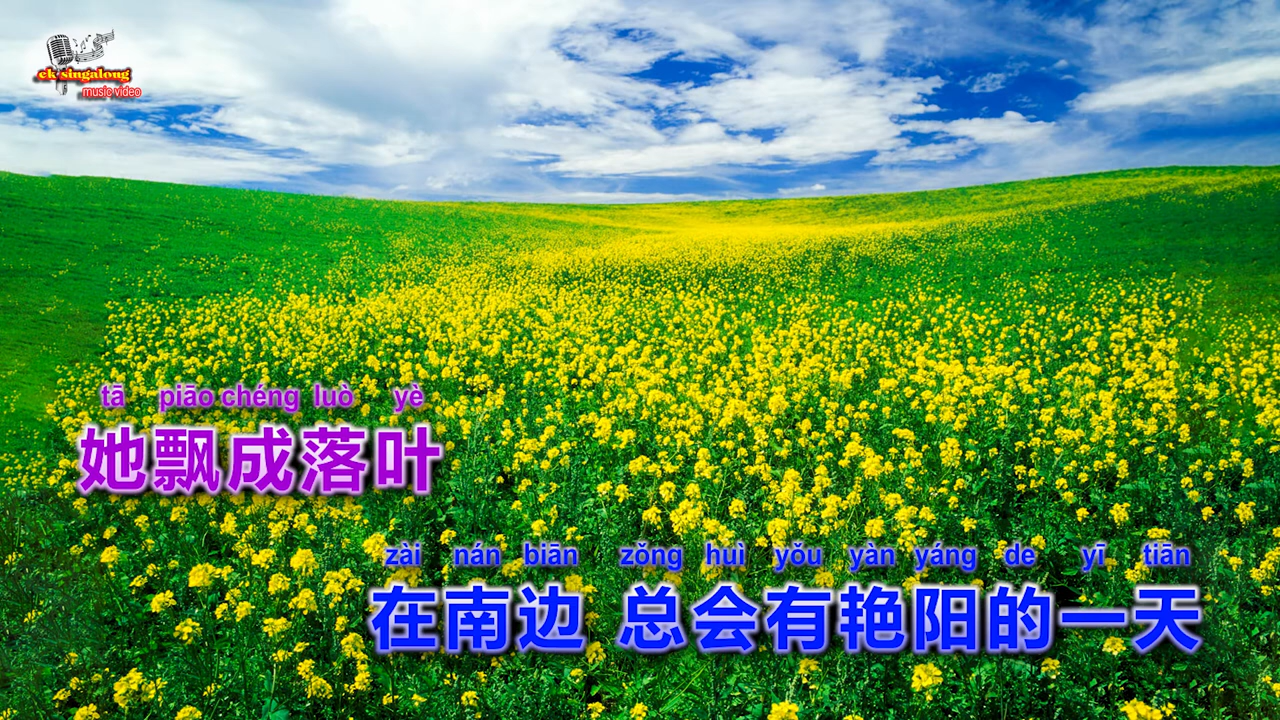 ek singalong
music video
tā piāo chéng luò yè
她飘成落叶
zài nán biān zǒng huì yǒu yàn yáng de yī tiān
在南边 总会有艳阳的一天